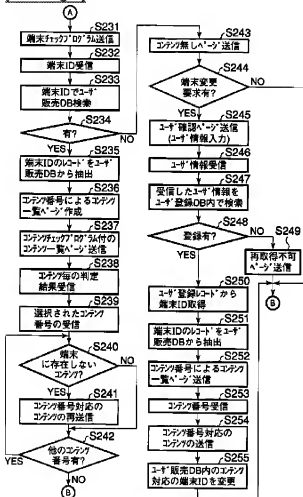 A
S231
端末チェックプログラム送信
S232
端末ID受信
S233
端末IDでユーザ
販売DB検索
S234
有?
NO
YES
S235
端末IDのレコードをユーザ
販売DBから抽出
S236
コンテンツ番号によるコンテンツ
一覧ページ作成
S237
コンテンツチェックプログラム付の
コンテンツ一覧ページ送信
S238
コンテンツ毎の判定
結果受信
S239
選択されたコンテンツ
番号の受信
S240
端末
に存在しない
コンテンツ?
NO
YES
S241
コンテンツ番号対応の
コンテンツの再送信
S242
他のコンテンツ
番号有?
YES
NO
B
S243
コンテンツ無しページ送信
S244
端末変更
要求有?
NO
YES
S245
ユーザ確認ページ送信
(ユーザ情報入力)
S246
ユーザ情報受信
S247
受信したユーザ情報を
ユーザ登録DB内で検索
S248
登録有?
NO
S249
再取得不可
ページ送信
B
YES
S250
ユーザ登録レコードから
端末ID取得
S251
端末IDのレコードをユーザ
販売DBから抽出
S252
コンテンツ番号によるコンテンツ
一覧ページ送信
S253
コンテンツ番号受信
S254
コンテンツ番号対応の
コンテンツの送信
S255
ユーザ販売DB内のコンテンツ
対応の端末IDを変更